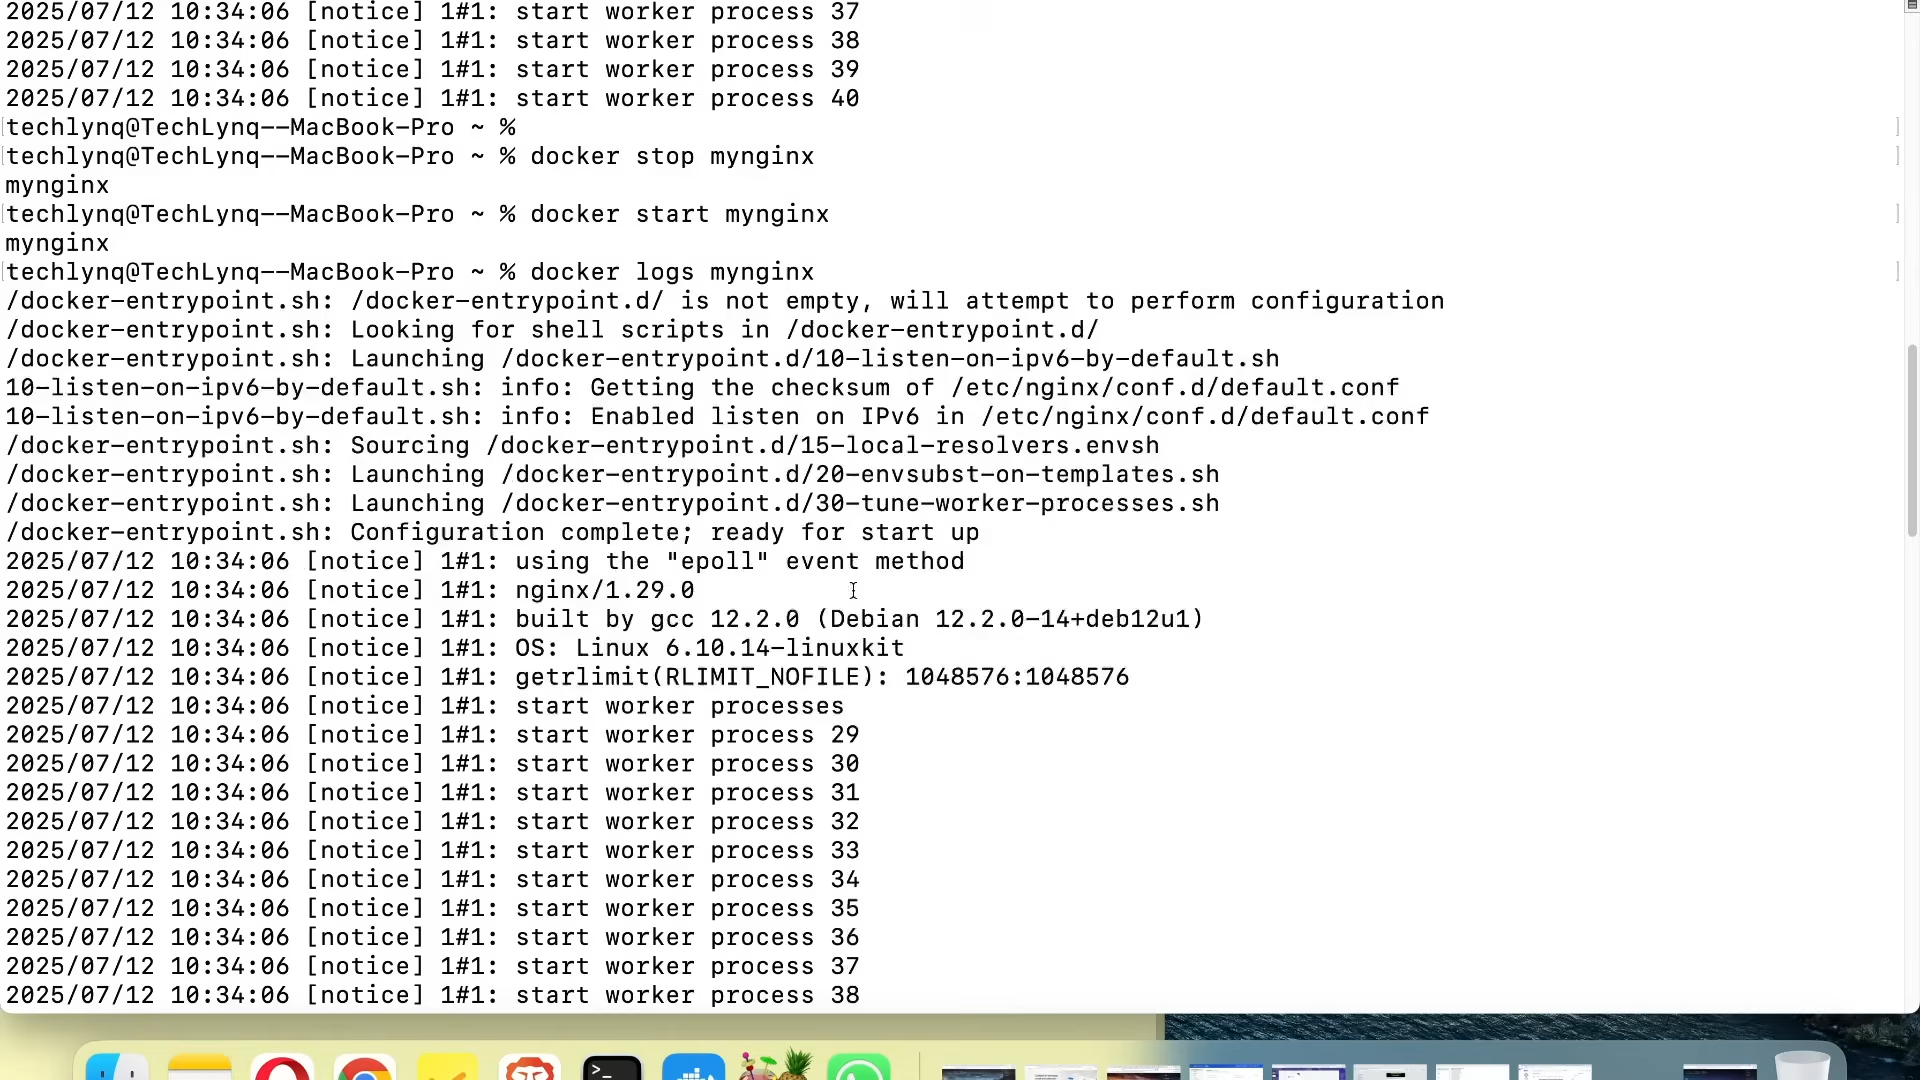 2025/07/12 10:34:06 [notice] 1#1: start worker process 37
2025/07/12 10:34:06 [notice] 1#1: start worker process 38
2025/07/12 10:34:06 [notice] 1#1: start worker process 39
2025/07/12 10:34:06 [notice] 1#1: start worker process 40
[techlynq@TechLynq--MacBook-Pro ~ % ]
[techlynq@TechLynq--MacBook-Pro ~ % docker stop mynginx ]
mynginx
[techlynq@TechLynq--MacBook-Pro ~ % docker start mynginx ]
mynginx
[techlynq@TechLynq--MacBook-Pro ~ % docker logs mynginx ]
/docker-entrypoint.sh: /docker-entrypoint.d/ is not empty, will attempt to perform configuration
/docker-entrypoint.sh: Looking for shell scripts in /docker-entrypoint.d/
/docker-entrypoint.sh: Launching /docker-entrypoint.d/10-listen-on-ipv6-by-default.sh
10-listen-on-ipv6-by-default.sh: info: Getting the checksum of /etc/nginx/conf.d/default.conf
10-listen-on-ipv6-by-default.sh: info: Enabled listen on IPv6 in /etc/nginx/conf.d/default.conf
/docker-entrypoint.sh: Sourcing /docker-entrypoint.d/15-local-resolvers.envsh
/docker-entrypoint.sh: Launching /docker-entrypoint.d/20-envsubst-on-templates.sh
/docker-entrypoint.sh: Launching /docker-entrypoint.d/30-tune-worker-processes.sh
/docker-entrypoint.sh: Configuration complete; ready for start up
2025/07/12 10:34:06 [notice] 1#1: using the "epoll" event method
2025/07/12 10:34:06 [notice] 1#1: nginx/1.29.0
2025/07/12 10:34:06 [notice] 1#1: built by gcc 12.2.0 (Debian 12.2.0-14+deb12u1)
2025/07/12 10:34:06 [notice] 1#1: OS: Linux 6.10.14-linuxkit
2025/07/12 10:34:06 [notice] 1#1: getrlimit(RLIMIT_NOFILE): 1048576:1048576
2025/07/12 10:34:06 [notice] 1#1: start worker processes
2025/07/12 10:34:06 [notice] 1#1: start worker process 29
2025/07/12 10:34:06 [notice] 1#1: start worker process 30
2025/07/12 10:34:06 [notice] 1#1: start worker process 31
2025/07/12 10:34:06 [notice] 1#1: start worker process 32
2025/07/12 10:34:06 [notice] 1#1: start worker process 33
2025/07/12 10:34:06 [notice] 1#1: start worker process 34
2025/07/12 10:34:06 [notice] 1#1: start worker process 35
2025/07/12 10:34:06 [notice] 1#1: start worker process 36
2025/07/12 10:34:06 [notice] 1#1: start worker process 37
2025/07/12 10:34:06 [notice] 1#1: start worker process 38
>_